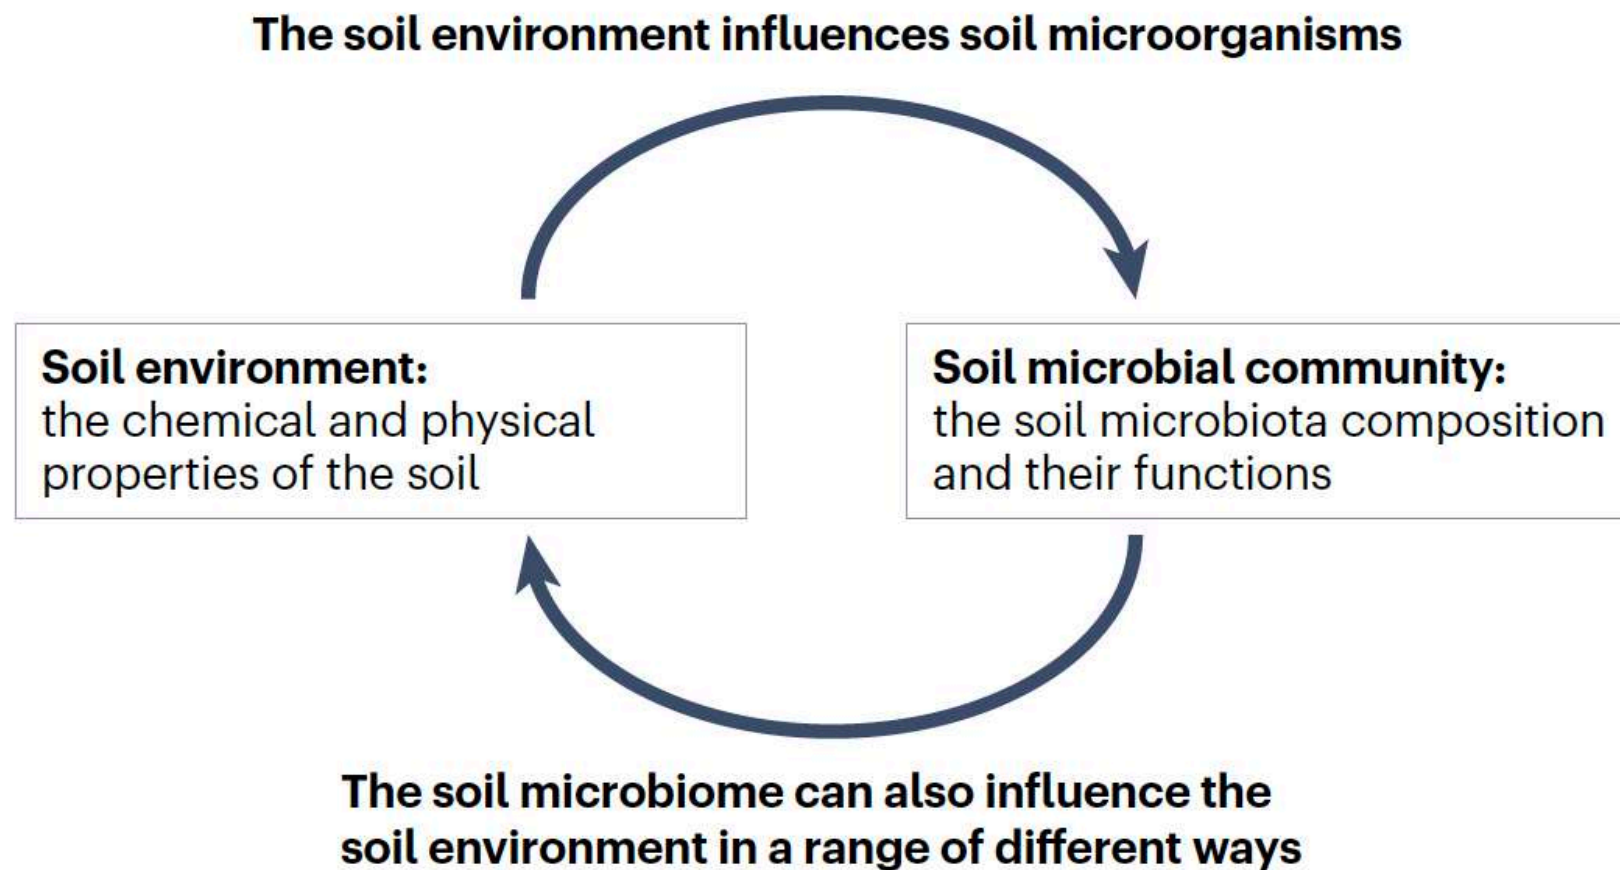 The soil environment influences soil microorganisms
Soil environment:
the chemical and physical
properties of the soil
Soil microbial community:
the soil microbiota composition
and their functions
The soil microbiome can also influence the
soil environment in a range of different ways